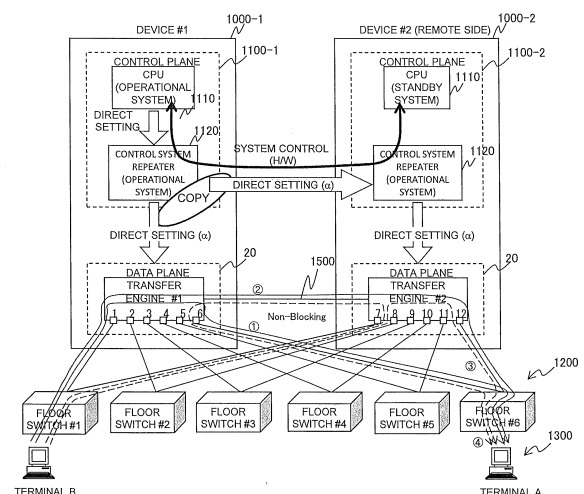 1000-1
1000-2
DEVICE #1
DEVICE #2 (REMOTE SIDE)
1100-1
1100-2
CONTROL PLANE
CPU
(OPERATIONAL
SYSTEM)
1110
DIRECT
SETTING
1120
CONTROL SYSTEM
REPEATER
(OPERATIONAL
SYSTEM)
COPY
SYSTEM CONTROL
(H/W)
DIRECT SETTING (α)
CONTROL PLANE
CPU
(STANDBY
SYSTEM)
1110
1120
CONTROL SYSTEM
REPEATER
(OPERATIONAL
SYSTEM)
DIRECT SETTING (α)
DIRECT SETTING (α)
20
20
DATA PLANE
TRANSFER
ENGINE #1
1 2 3 4 5 6
② 1500
Non-Blocking
①
DATA PLANE
TRANSFER
ENGINE #2
7 8 9 10 11 12
③
1200
FLOOR
SWITCH #1
FLOOR
SWITCH #2
FLOOR
SWITCH #3
FLOOR
SWITCH #4
FLOOR
SWITCH #5
FLOOR
SWITCH #6
④
1300
TERMINAL B
TERMINAL A